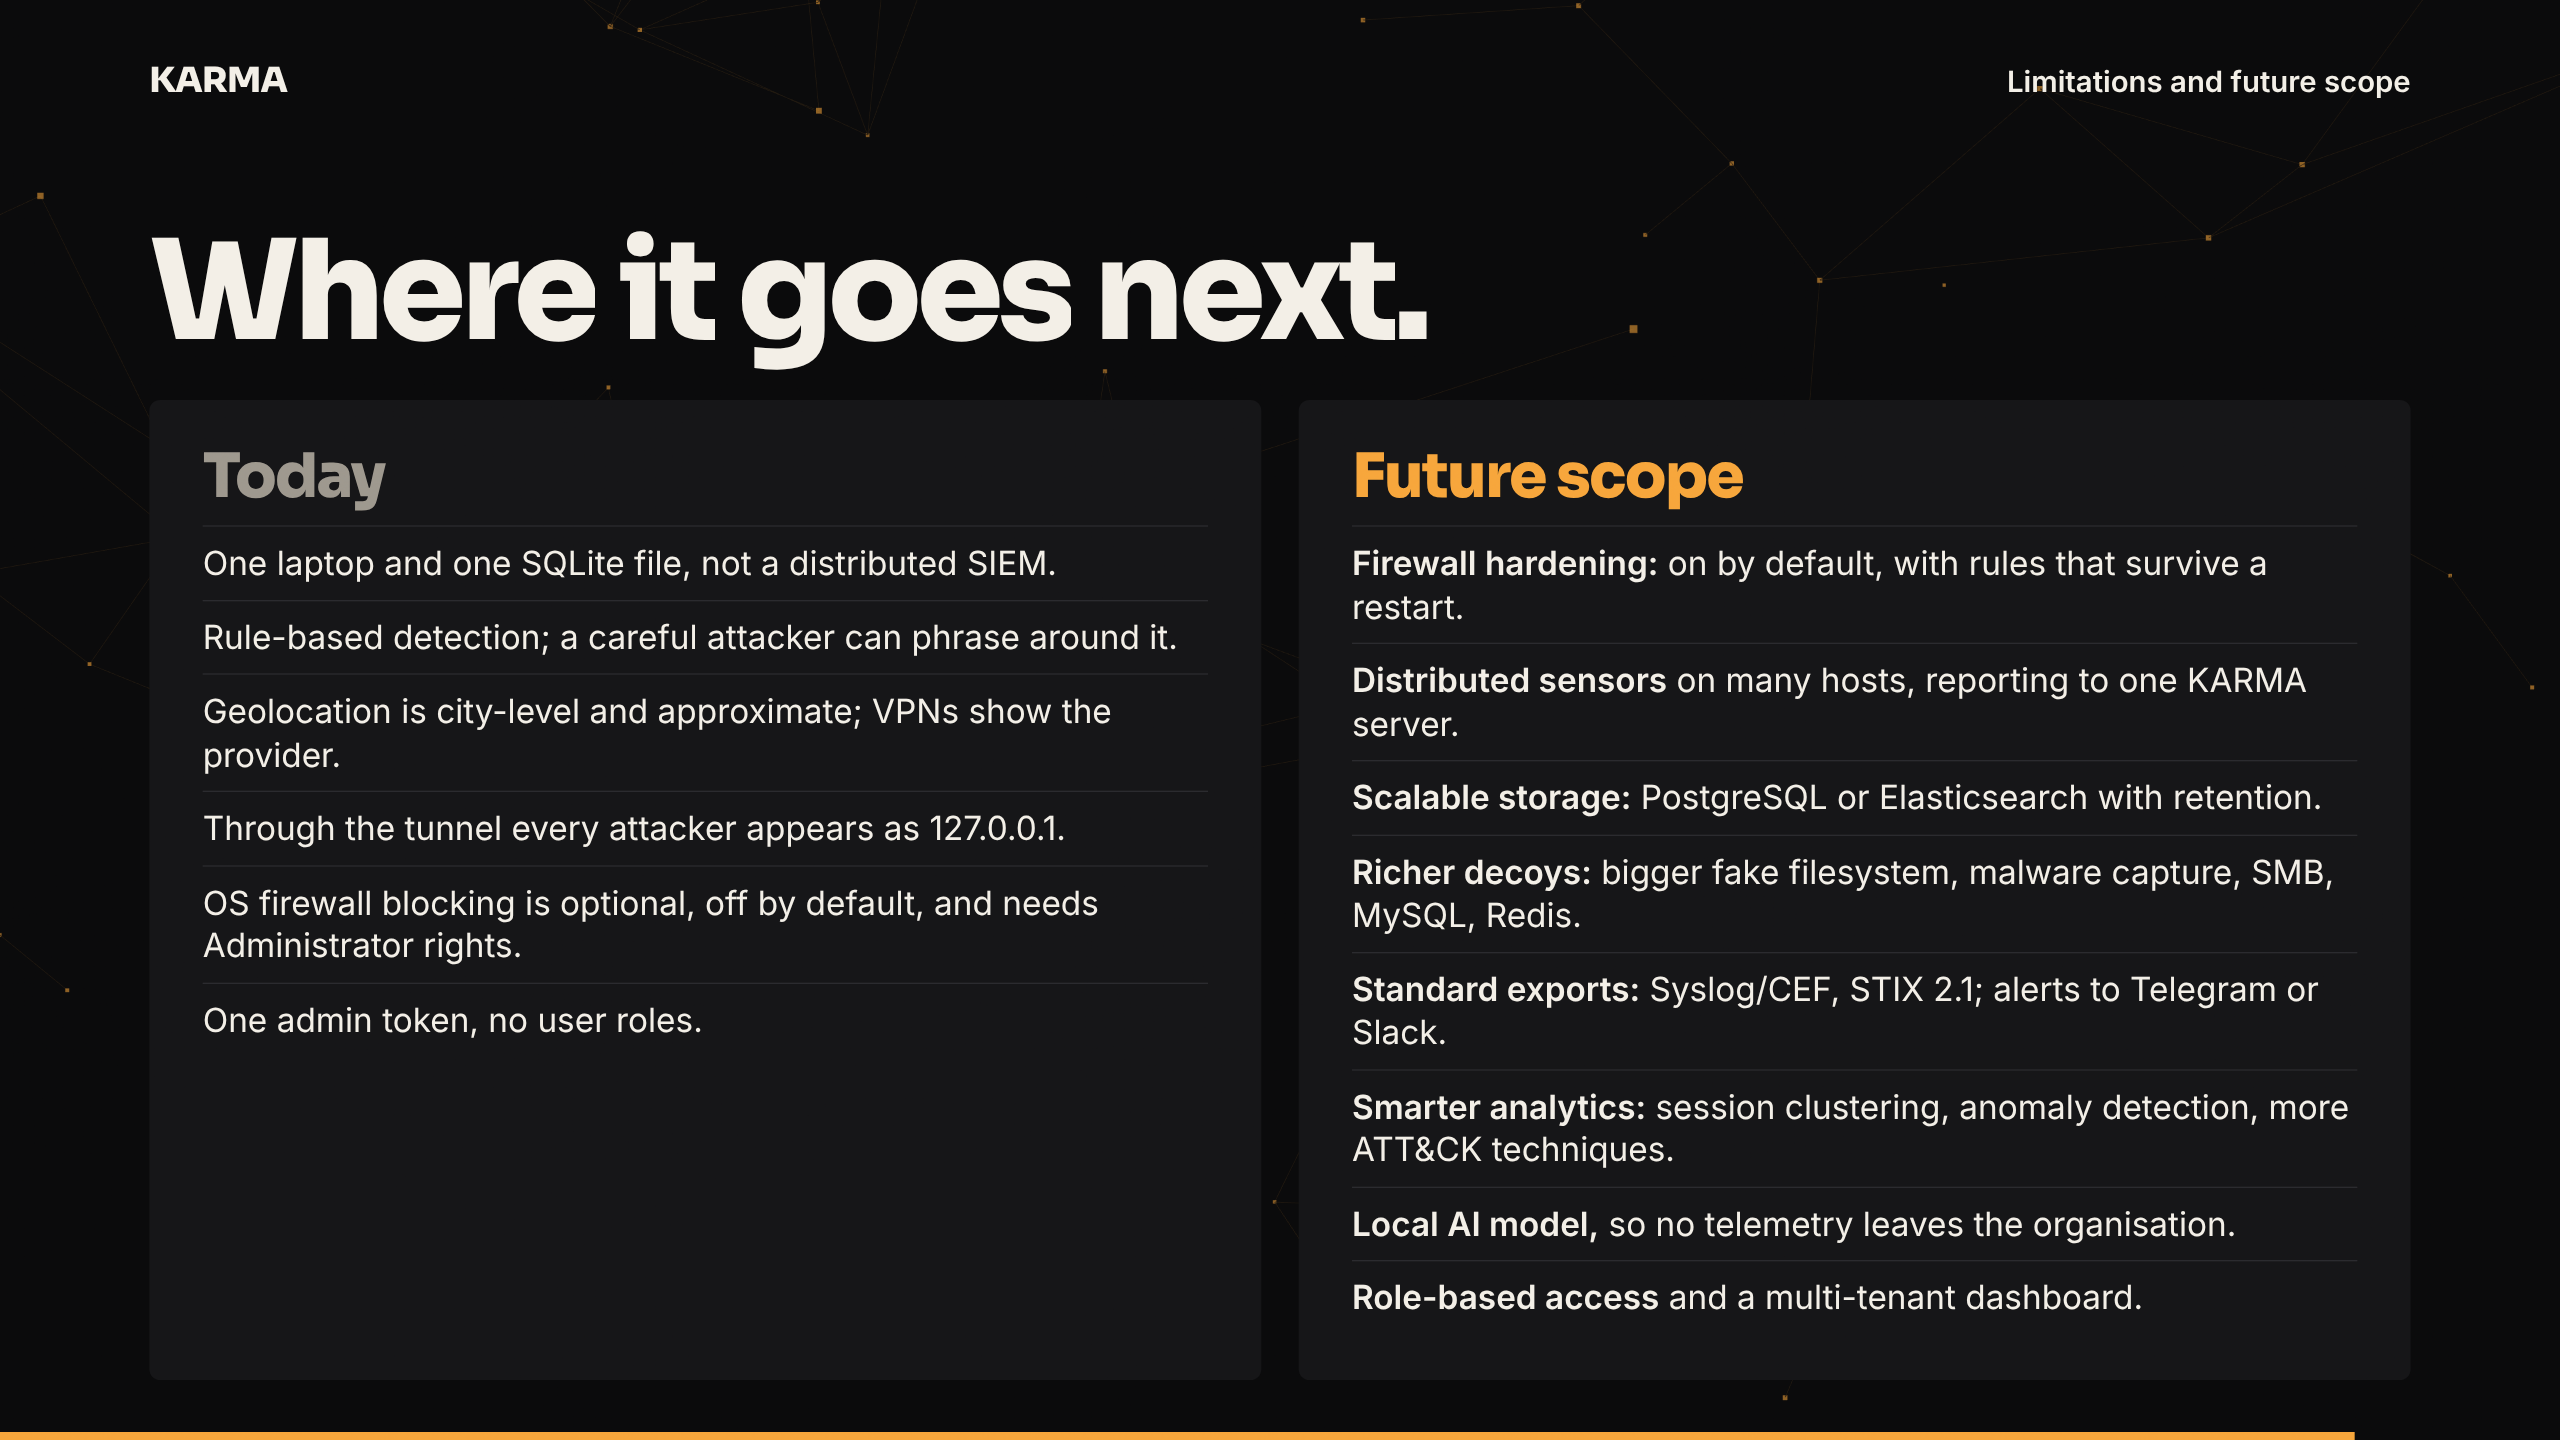 KARMA
Limitations and future scope
Where it goes next.
Today
One laptop and one SQLite file, not a distributed SIEM.
Rule-based detection; a careful attacker can phrase around it.
Geolocation is city-level and approximate; VPNs show the
provider.
Through the tunnel every attacker appears as 127.0.0.1.
OS firewall blocking is optional, off by default, and needs
Administrator rights.
One admin token, no user roles.
Future scope
Firewall hardening: on by default, with rules that survive a
restart.
Distributed sensors on many hosts, reporting to one KARMA
server.
Scalable storage: PostgreSQL or Elasticsearch with retention.
Richer decoys: bigger fake filesystem, malware capture, SMB,
MySQL, Redis.
Standard exports: Syslog/CEF, STIX 2.1; alerts to Telegram or
Slack.
Smarter analytics: session clustering, anomaly detection, more
ATT&CK techniques.
Local AI model, so no telemetry leaves the organisation.
Role-based access and a multi-tenant dashboard.